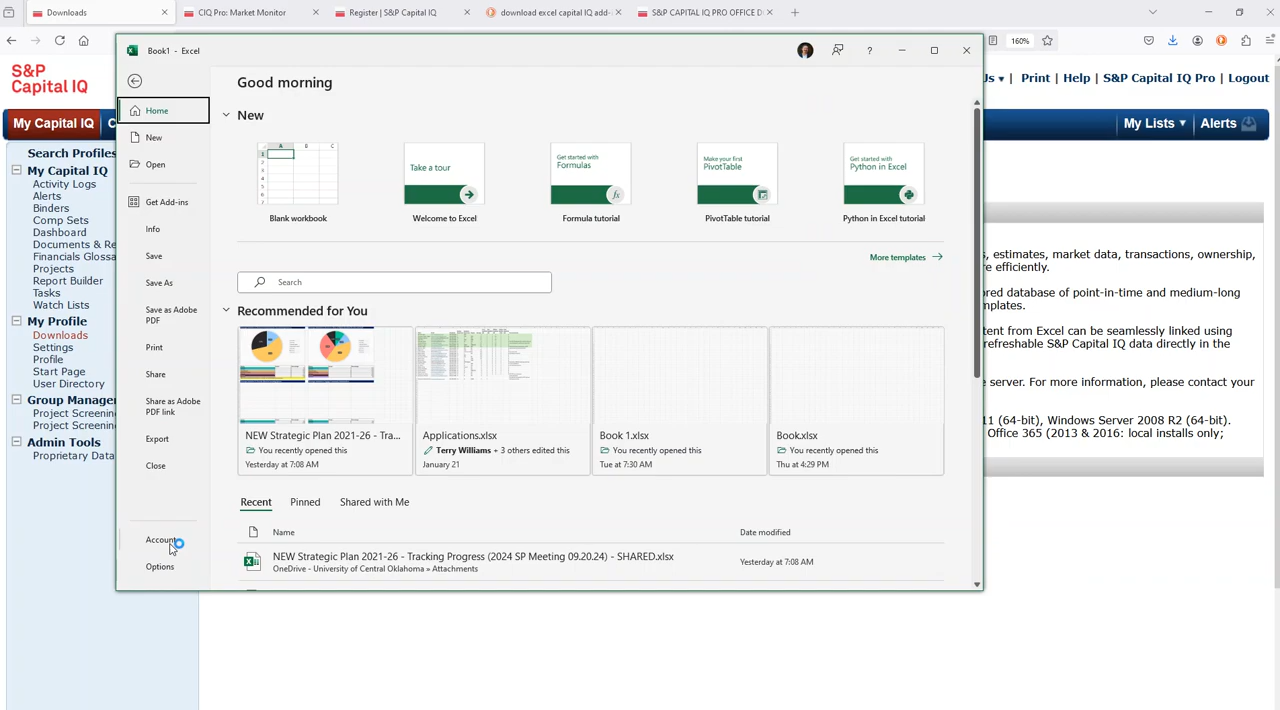 Downloads
CIQ Pro: Market Monitor
Register | S&P Capital IQ
download excel capital IQ add-
S&P CAPITAL IQ PRO OFFICE D
160%
S&P
Capital IQ
Print | Help | S&P Capital IQ Pro | Logout
My Capital IQ
My Lists
Alerts
Search Profiles
My Capital IQ
Activity Logs
Alerts
Binders
Comp Sets
Dashboard
Documents & Re
Financials Glossa
Projects
Report Builder
Tasks
Watch Lists
My Profile
Downloads
Settings
Profile
Start Page
User Directory
Group Manager
Project Screening
Project Screening
Admin Tools
Proprietary Data
Book1 - Excel
Home
New
Open
Get Add-ins
Info
Save
Save As
Save as Adobe
PDF
Print
Share
Share as Adobe
PDF link
Export
Close
Account
Options
Good morning
New
A B C
1
2
3
4
5
6
7
Blank workbook
Take a tour
Welcome to Excel
Get started with
Formulas
fx
Formula tutorial
Make your first
PivotTable
PivotTable tutorial
Get started with
Python in Excel
Python in Excel tutorial
More templates
Search
Recommended for You
NEW Strategic Plan 2021-26 - Tra...
You recently opened this
Yesterday at 7:08 AM
Applications.xlsx
Terry Williams + 3 others edited this
January 21
Book 1.xlsx
You recently opened this
Tue at 7:30 AM
Book.xlsx
You recently opened this
Thu at 4:29 PM
Recent
Pinned
Shared with Me
Name
Date modified
NEW Strategic Plan 2021-26 - Tracking Progress (2024 SP Meeting 09.20.24) - SHARED.xlsx
OneDrive - University of Central Oklahoma » Attachments
Yesterday at 7:08 AM
, estimates, market data, transactions, ownership,
re efficiently.
ored database of point-in-time and medium-long
mplates.
tent from Excel can be seamlessly linked using
refreshable S&P Capital IQ data directly in the
e server. For more information, please contact your
11 (64-bit), Windows Server 2008 R2 (64-bit).
Office 365 (2013 & 2016: local installs only;